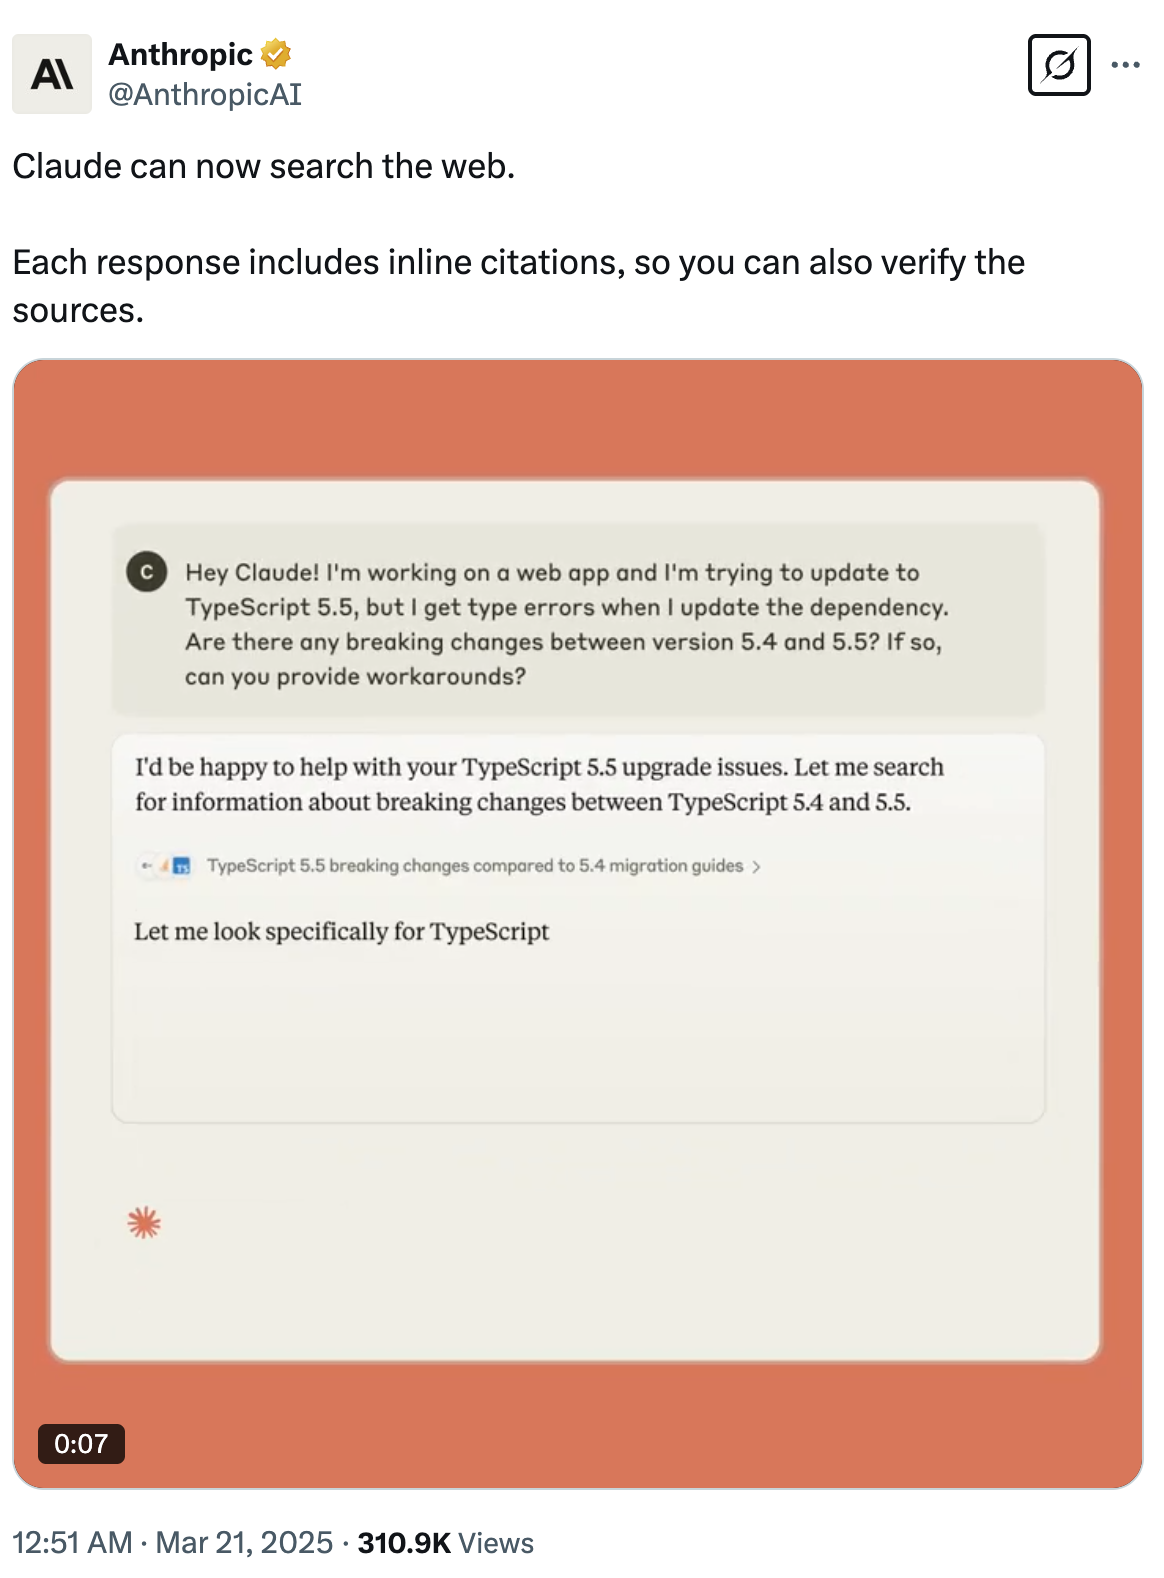 Anthropic
@AnthropicAI
Claude can now search the web.
Each response includes inline citations, so you can also verify the
sources.
C
Hey Claude! I'm working on a web app and I'm trying to update to
TypeScript 5.5, but I get type errors when I update the dependency.
Are there any breaking changes between version 5.4 and 5.5? If so,
can you provide workarounds?
I'd be happy to help with your TypeScript 5.5 upgrade issues. Let me search
for information about breaking changes between TypeScript 5.4 and 5.5.
TS TypeScript 5.5 breaking changes compared to 5.4 migration guides >
Let me look specifically for TypeScript
0:07
12:51 AM · Mar 21, 2025 · 310.9K Views